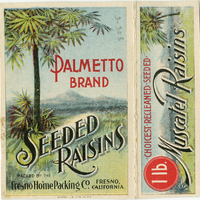 PALMETTO
BRAND
SEEDED
RAISINS
PACKED BY THE
Fresno Home Packing Co.
FRESNO,
CALIFORNIA.
CHOICEST-RECLEANED-SEEDED
Muscatel Raisins
1 lb.